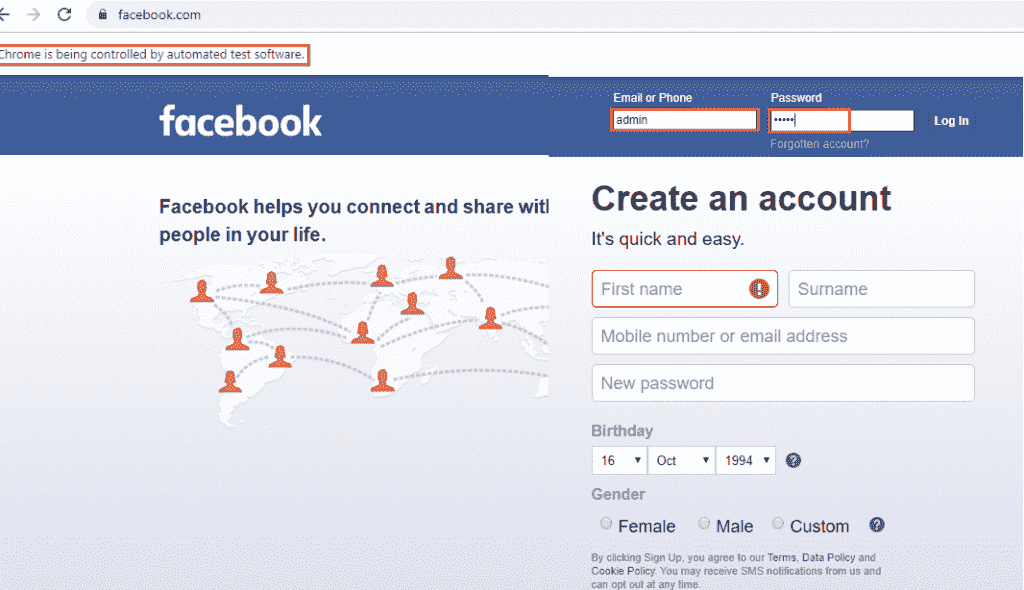 facebook.com
Chrome is being controlled by automated test software.
Email or Phone
Password
facebook
admin
•••••
Log In
Forgotten account?
Facebook helps you connect and share with
people in your life.
Create an account
It's quick and easy.
First name
Surname
Mobile number or email address
New password
Birthday
16
Oct
1994
Gender
Female
Male
Custom
By clicking Sign Up, you agree to our Terms, Data Policy and
Cookie Policy. You may receive SMS notifications from us and
can opt out at any time.